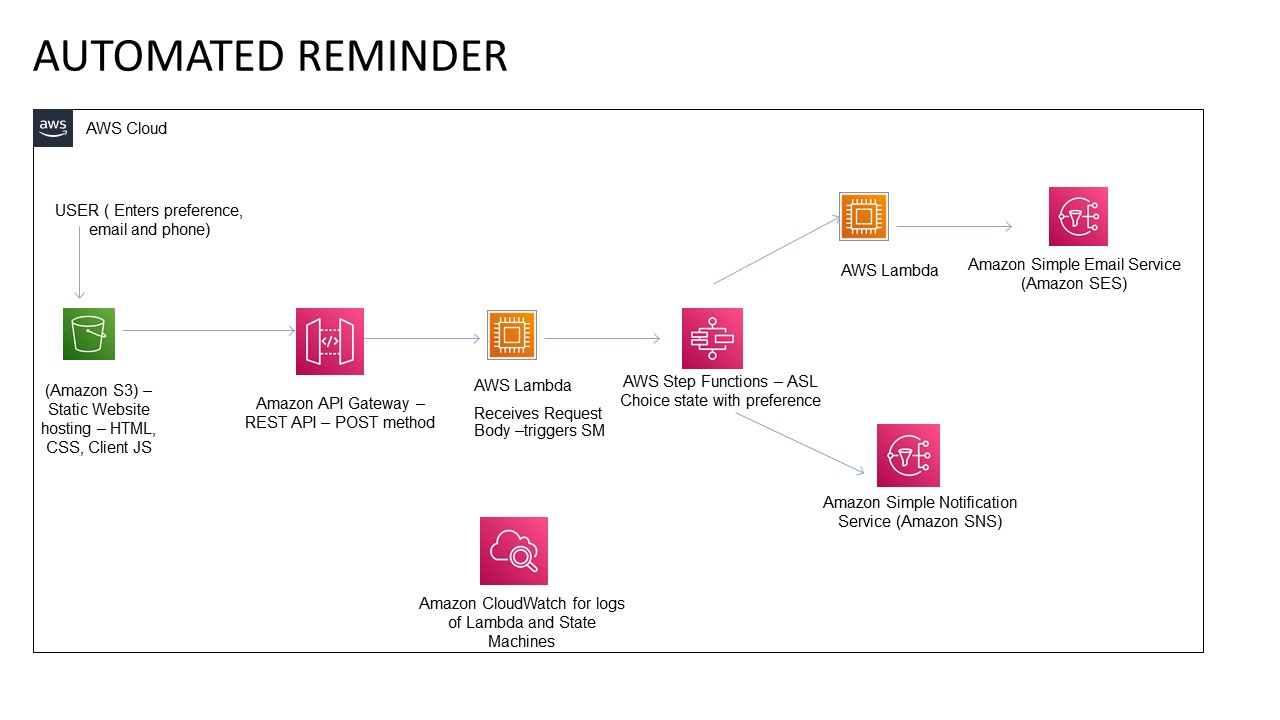 AUTOMATED REMINDER
aws
AWS Cloud
USER ( Enters preference,
email and phone)
AWS Lambda
Amazon Simple Email Service
(Amazon SES)
(Amazon S3) –
Static Website
hosting – HTML,
CSS, Client JS
</>
Amazon API Gateway –
REST API – POST method
AWS Lambda
Receives Request
Body –triggers SM
AWS Step Functions – ASL
Choice state with preference
Amazon Simple Notification
Service (Amazon SNS)
Amazon CloudWatch for logs
of Lambda and State
Machines